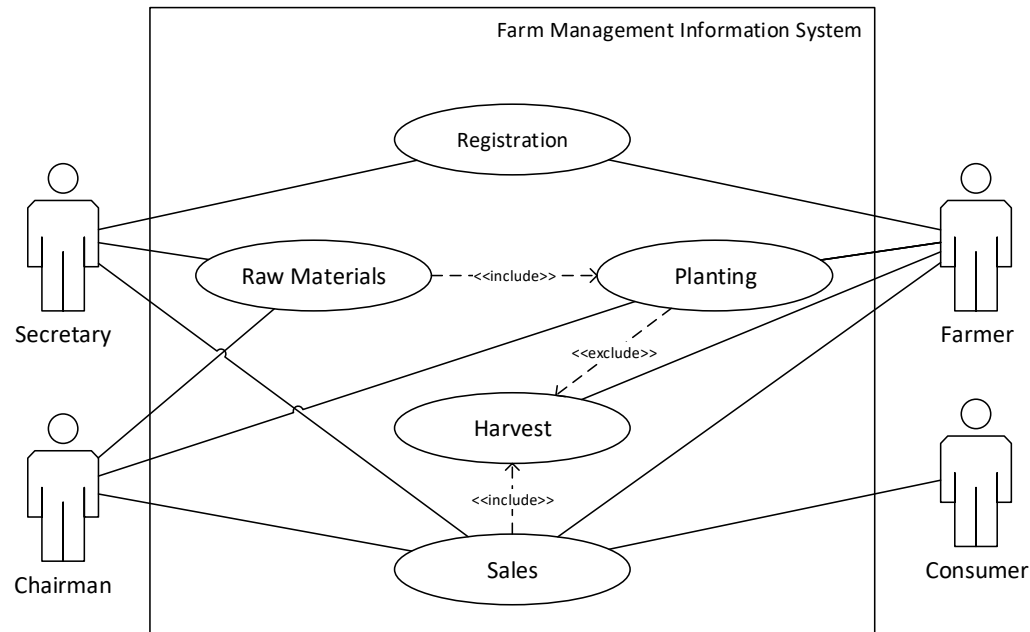 Farm Management Information System
Registration
Raw Materials
<<include>>
Planting
Secretary
Farmer
<<exclude>>
Harvest
<<include>>
Sales
Chairman
Consumer